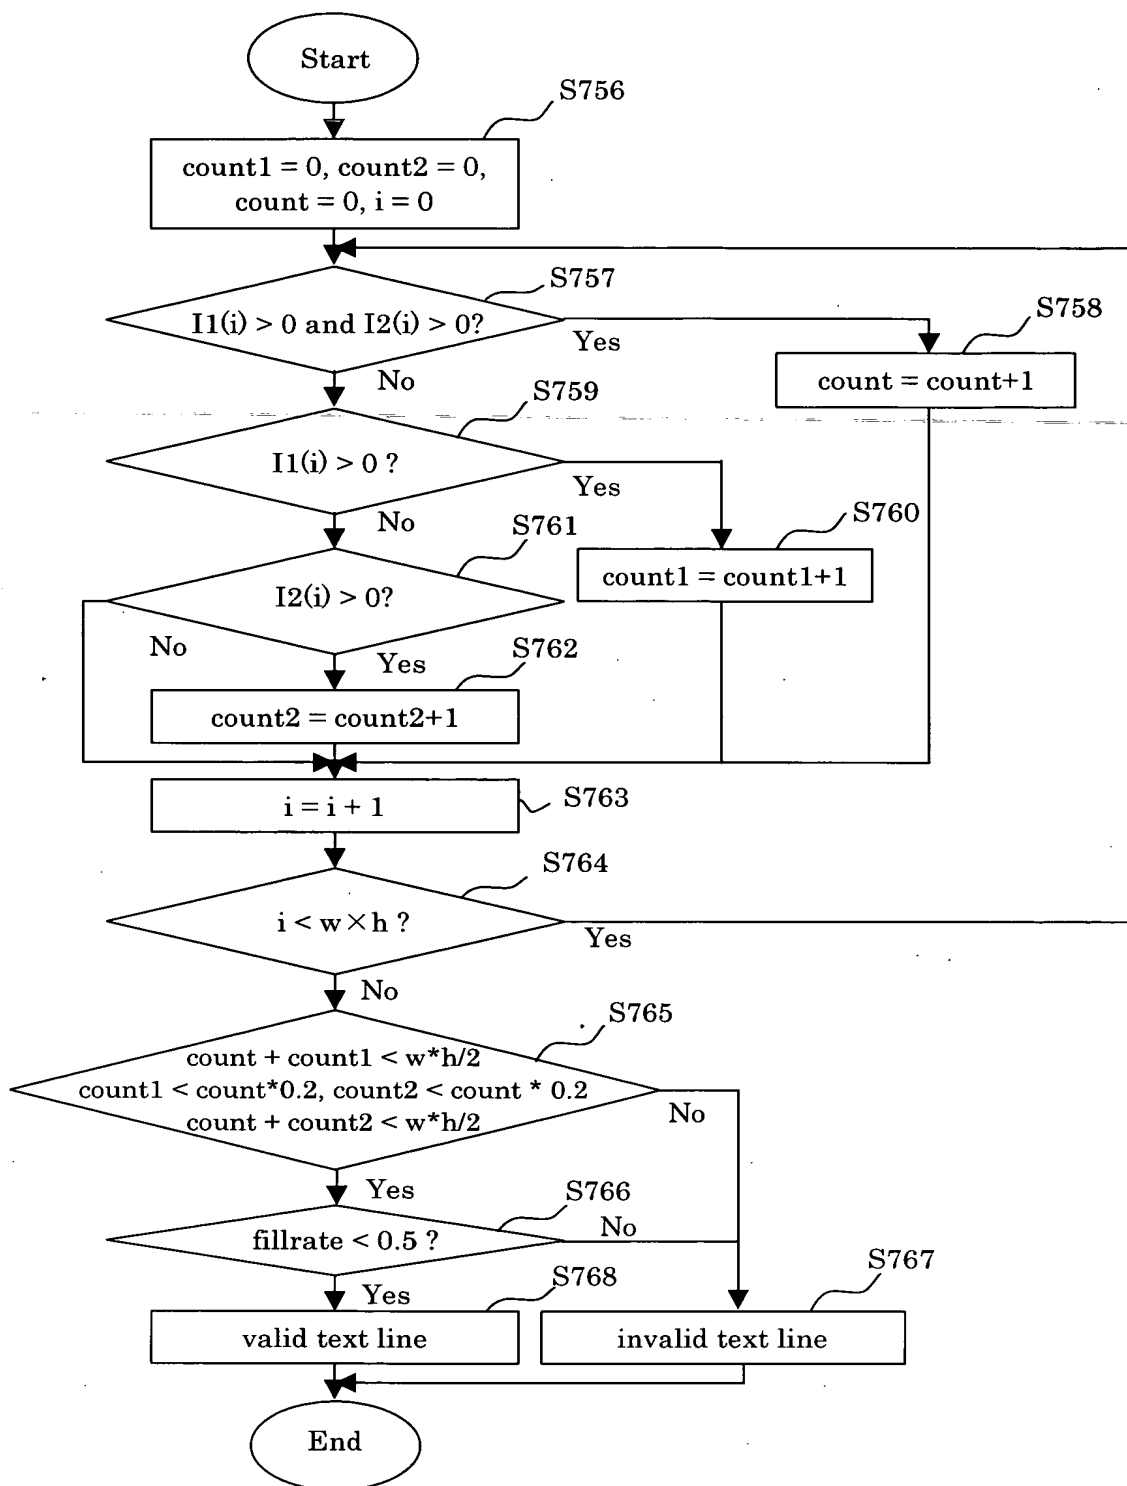 Start
S756
count1 = 0, count2 = 0,
count = 0, i = 0
S757
I1(i) > 0 and I2(i) > 0?
Yes
S758
count = count+1
No
S759
I1(i) > 0 ?
Yes
S760
count1 = count1+1
No
S761
I2(i) > 0?
No
Yes
S762
count2 = count2+1
S763
i = i + 1
S764
i < w×h ?
Yes
No
S765
count + count1 < w*h/2
count1 < count*0.2, count2 < count * 0.2
count + count2 < w*h/2
No
Yes
S766
fillrate < 0.5 ?
No
S767
Yes
S768
valid text line
invalid text line
End